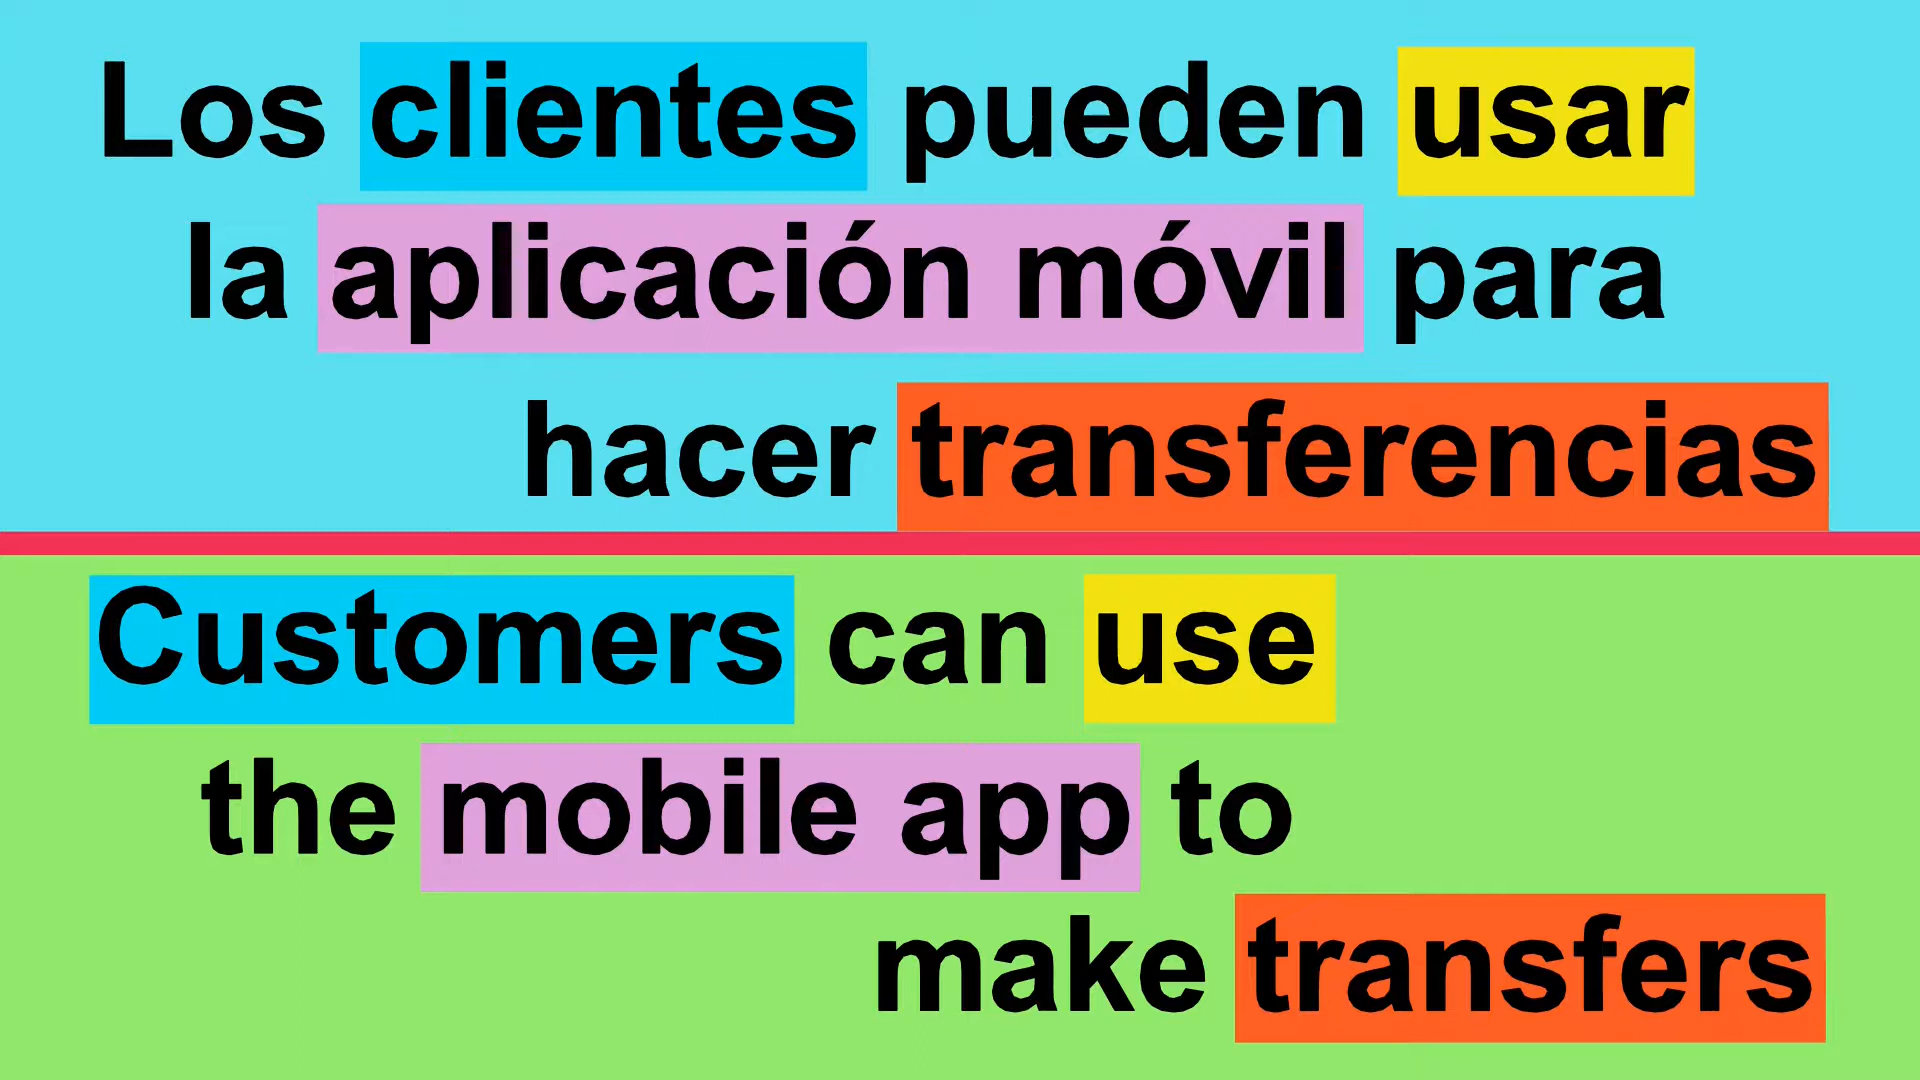 Los clientes pueden usar
la aplicación móvil para
hacer transferencias
Customers can use
the mobile app to
make transfers